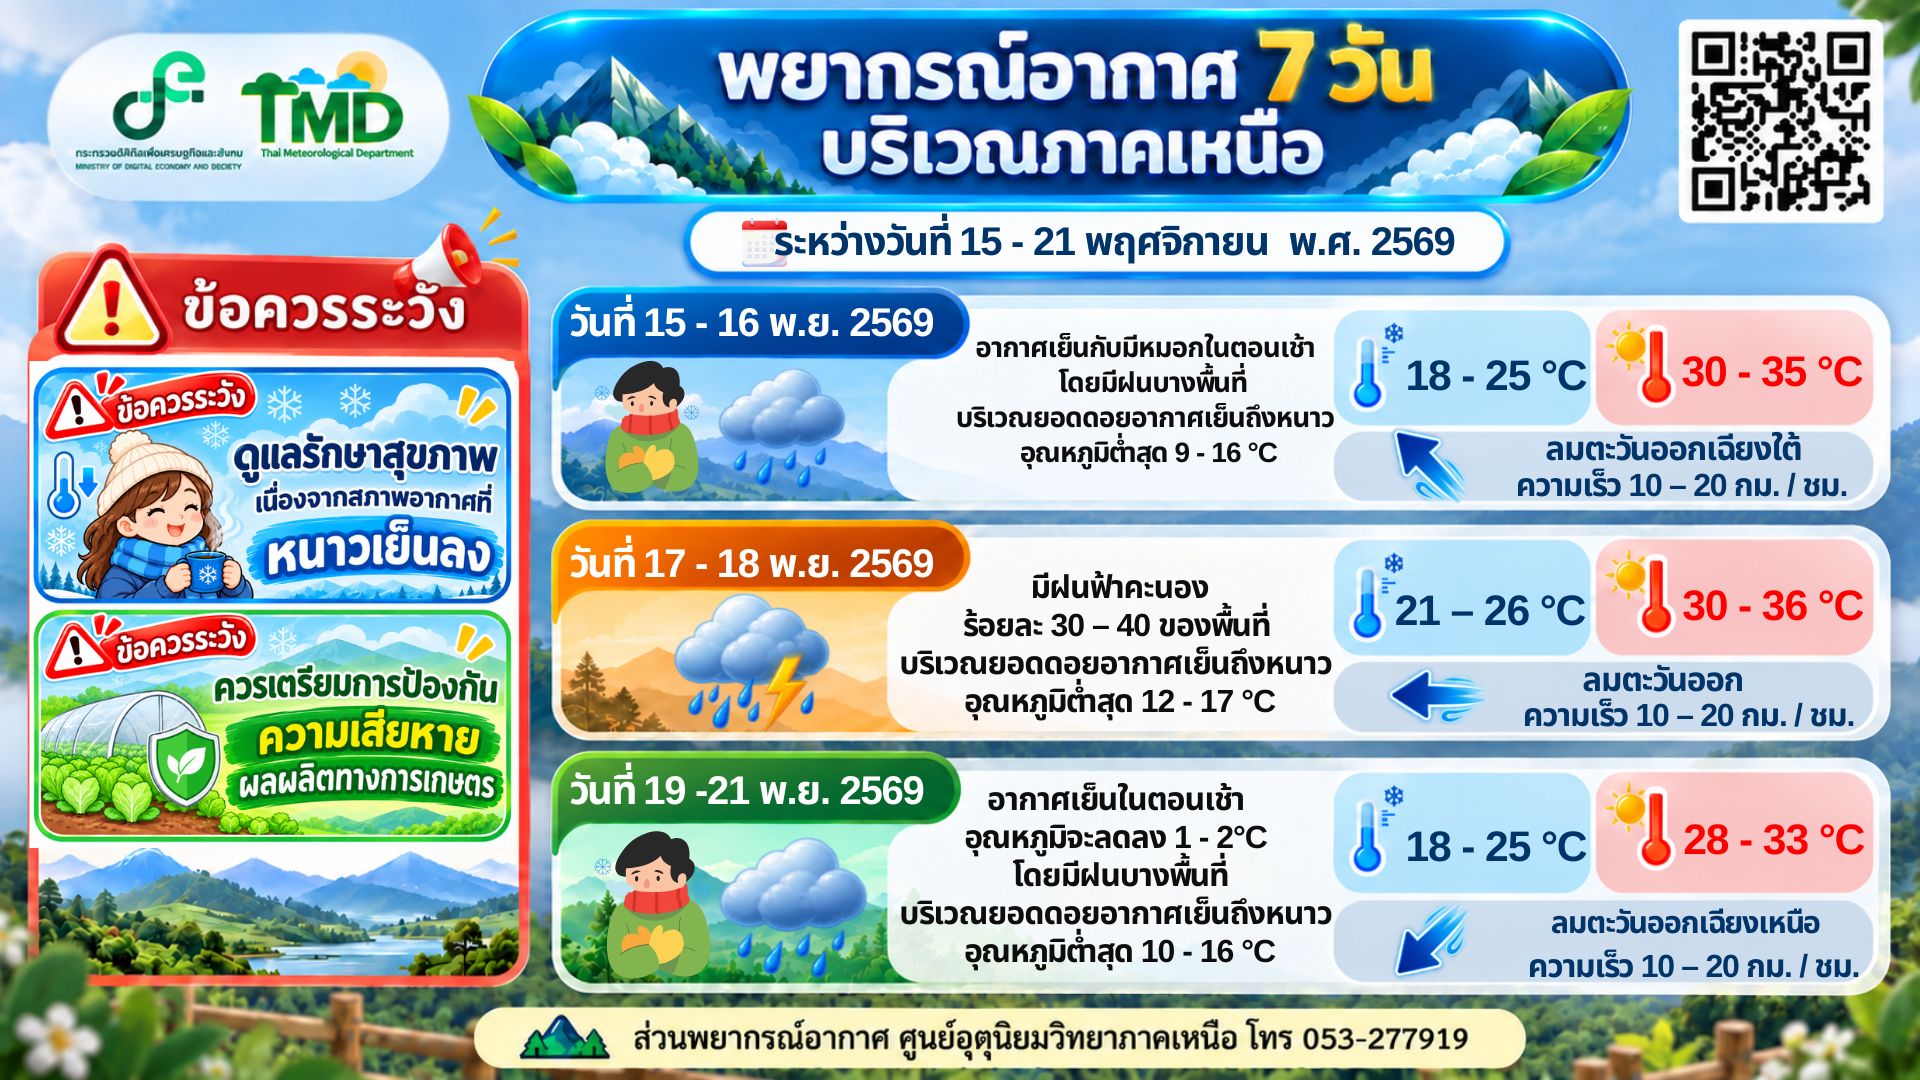 กระทรวงดิจิทัลเพื่อเศรษฐกิจและสังคม
MINISTRY OF DIGITAL ECONOMY AND DECIETY
TMD
Thai Meteorological Department
พยากรณ์อากาศ 7 วัน
บริเวณภาคเหนือ
ระหว่างวันที่ 15 - 21 พฤศจิกายน พ.ศ. 2569
ข้อควรระวัง
ข้อควรระวัง
ดูแลรักษาสุขภาพ
เนื่องจากสภาพอากาศที่
หนาวเย็นลง
ข้อควรระวัง
ควรเตรียมการป้องกัน
ความเสียหาย
ผลผลิตทางการเกษตร
วันที่ 15 - 16 พ.ย. 2569
อากาศเย็นกับมีหมอกในตอนเช้า
โดยมีฝนบางพื้นที่
บริเวณยอดดอยอากาศเย็นถึงหนาว
อุณหภูมิต่ำสุด 9 - 16 °C
18 - 25 °C
30 - 35 °C
ลมตะวันออกเฉียงใต้
ความเร็ว 10 – 20 กม. / ชม.
วันที่ 17 - 18 พ.ย. 2569
มีฝนฟ้าคะนอง
ร้อยละ 30 – 40 ของพื้นที่
บริเวณยอดดอยอากาศเย็นถึงหนาว
อุณหภูมิต่ำสุด 12 - 17 °C
21 – 26 °C
30 - 36 °C
ลมตะวันออก
ความเร็ว 10 – 20 กม. / ชม.
วันที่ 19 -21 พ.ย. 2569
อากาศเย็นในตอนเช้า
อุณหภูมิจะลดลง 1 - 2°C
โดยมีฝนบางพื้นที่
บริเวณยอดดอยอากาศเย็นถึงหนาว
อุณหภูมิต่ำสุด 10 - 16 °C
18 - 25 °C
28 - 33 °C
ลมตะวันออกเฉียงเหนือ
ความเร็ว 10 – 20 กม. / ชม.
ส่วนพยากรณ์อากาศ ศูนย์อุตุนิยมวิทยาภาคเหนือ โทร 053-277919